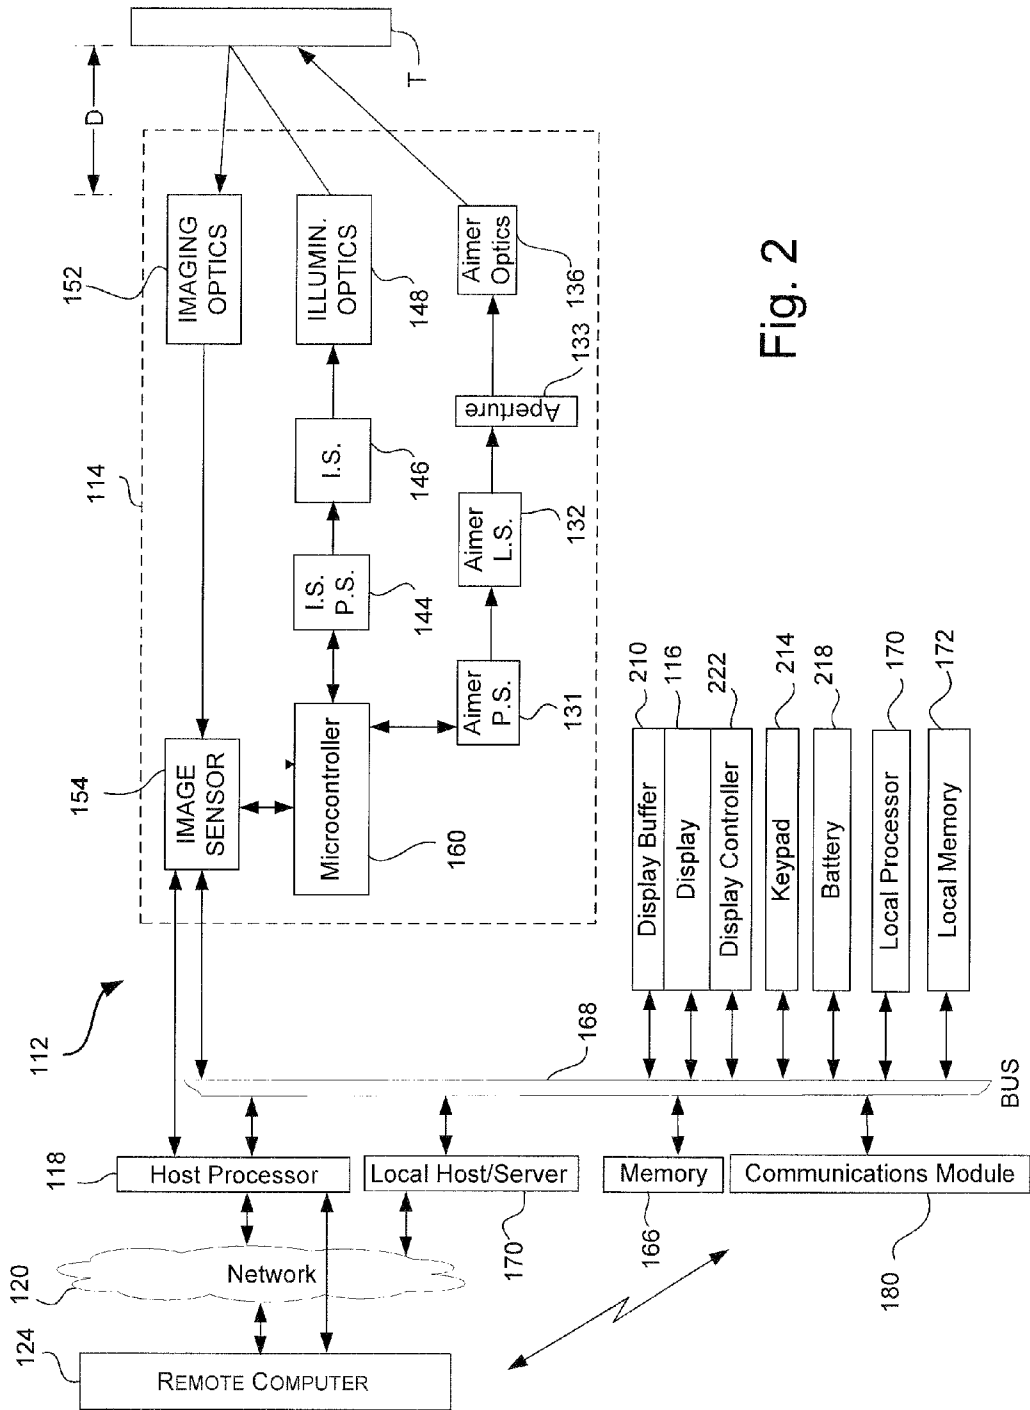 T
D
152
IMAGING
OPTICS
ILLUMIN.
OPTICS
148
Aimer
Optics
136
Fig. 2
Aperture
133
114
I.S.
146
Aimer
L.S.
132
I.S.
P.S.
144
Aimer
P.S.
131
154
IMAGE
SENSOR
Microcontroller
160
210
Display Buffer
116
Display
222
Display Controller
214
Keypad
218
Battery
170
Local Processor
172
Local Memory
112
168
BUS
118
Host Processor
Local Host/Server
170
Memory
166
Communications Module
180
120
Network
124
REMOTE COMPUTER